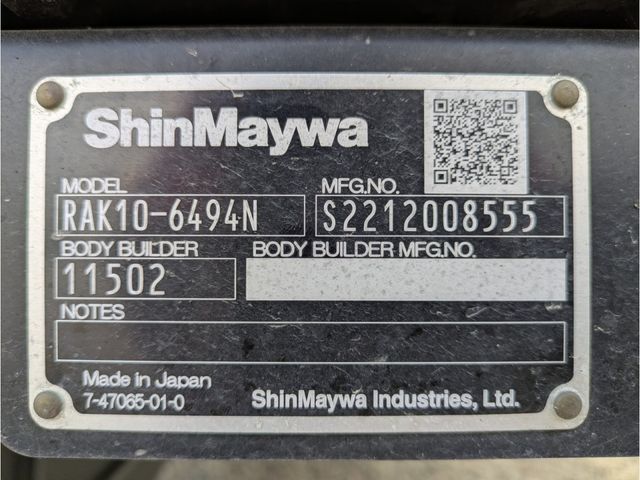 ShinMaywa
MODEL MFG.NO.
RAK10-6494N S2212008555
BODY BUILDER BODY BUILDER MFG.NO.
11502
NOTES
Made in Japan
7-47065-01-0 ShinMaywa Industries, Ltd.